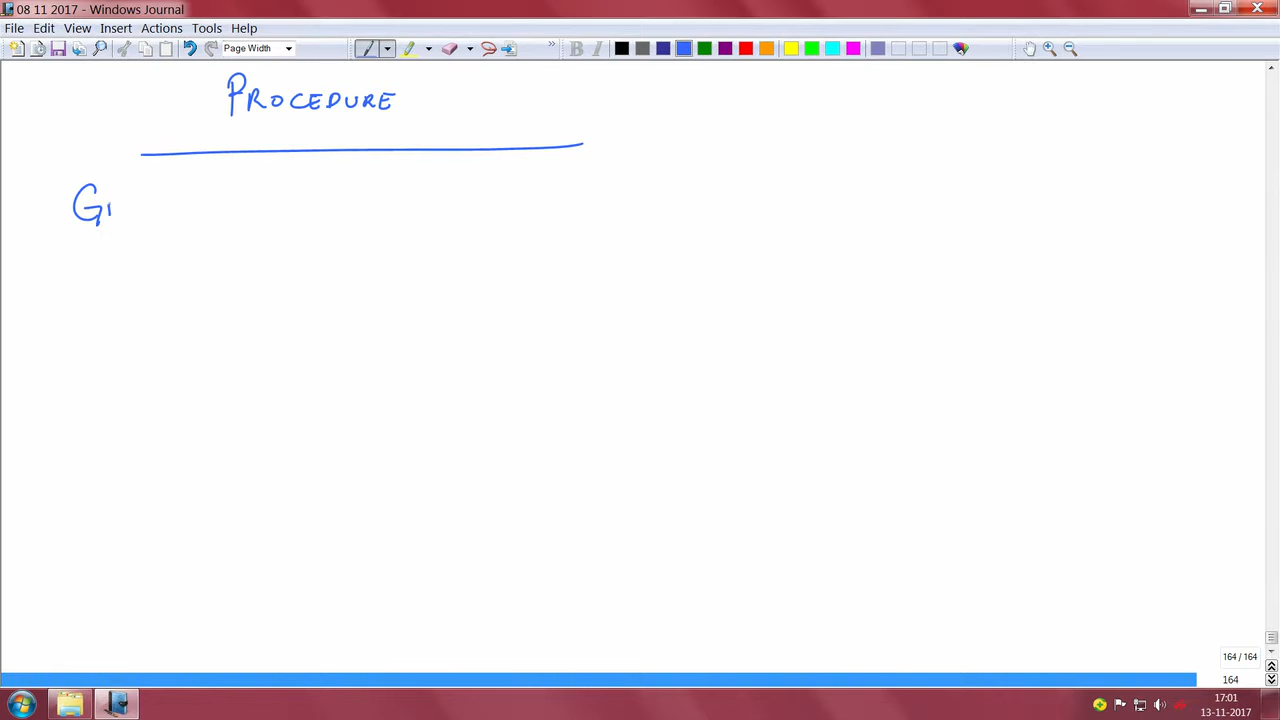 08 11 2017 - Windows Journal
File Edit View Insert Actions Tools Help
Page Width
PROCEDURE
G
164 / 164
164
17:01
13-11-2017